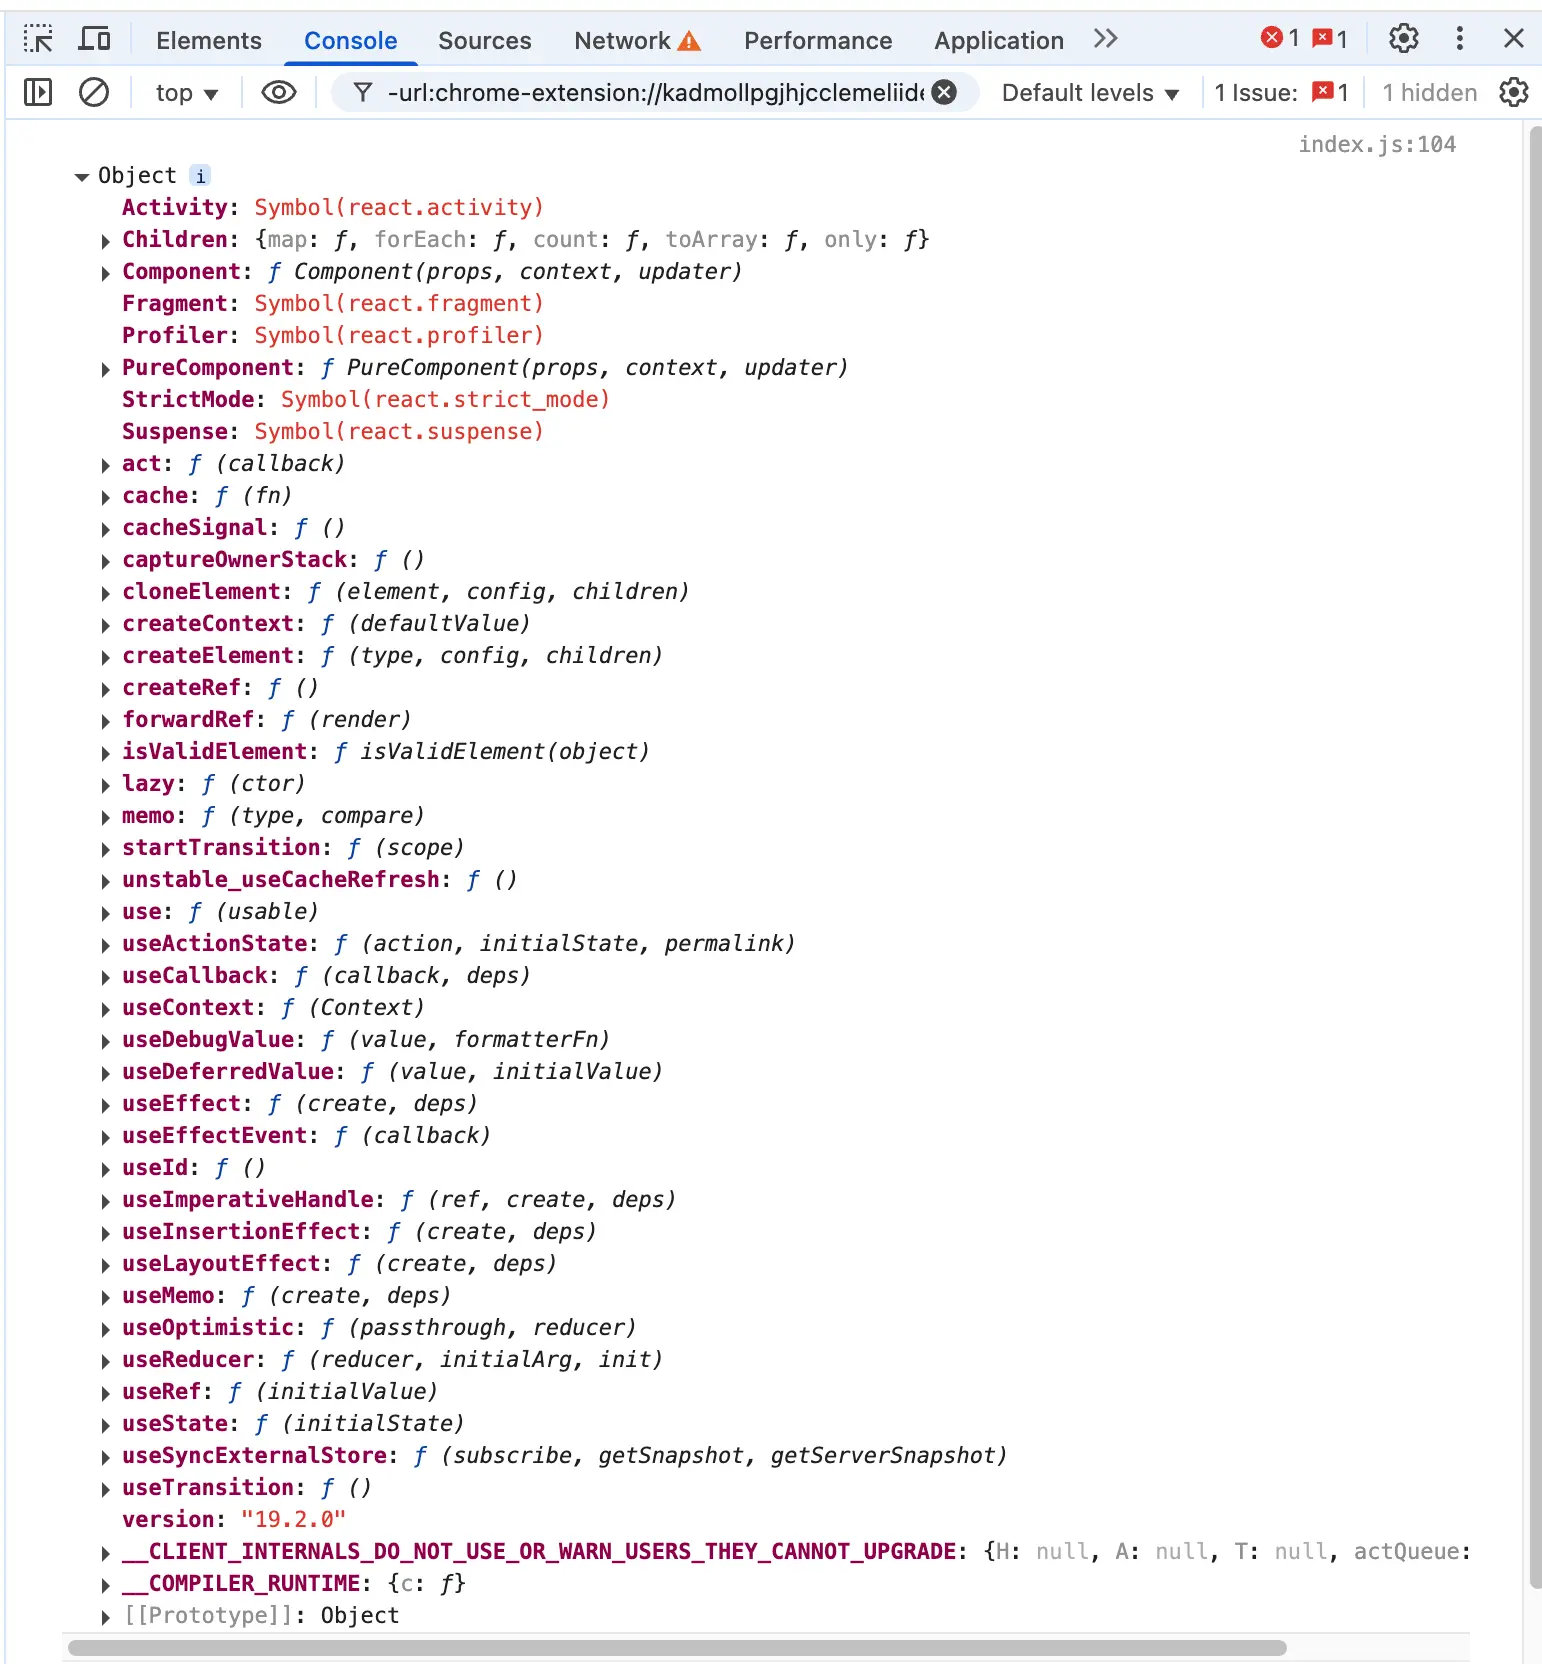 Elements Console Sources Network Performance Application 1 1
top -url:chrome-extension://kadmollpgjhjcclemeliide Default levels 1 Issue: 1 1 hidden
index.js:104
Object i
Activity: Symbol(react.activity)
Children: {map: ƒ, forEach: ƒ, count: ƒ, toArray: ƒ, only: ƒ}
Component: ƒ Component(props, context, updater)
Fragment: Symbol(react.fragment)
Profiler: Symbol(react.profiler)
PureComponent: ƒ PureComponent(props, context, updater)
StrictMode: Symbol(react.strict_mode)
Suspense: Symbol(react.suspense)
act: ƒ (callback)
cache: ƒ (fn)
cacheSignal: ƒ ()
captureOwnerStack: ƒ ()
cloneElement: ƒ (element, config, children)
createContext: ƒ (defaultValue)
createElement: ƒ (type, config, children)
createRef: ƒ ()
forwardRef: ƒ (render)
isValidElement: ƒ isValidElement(object)
lazy: ƒ (ctor)
memo: ƒ (type, compare)
startTransition: ƒ (scope)
unstable_useCacheRefresh: ƒ ()
use: ƒ (usable)
useActionState: ƒ (action, initialState, permalink)
useCallback: ƒ (callback, deps)
useContext: ƒ (Context)
useDebugValue: ƒ (value, formatterFn)
useDeferredValue: ƒ (value, initialValue)
useEffect: ƒ (create, deps)
useEffectEvent: ƒ (callback)
useId: ƒ ()
useImperativeHandle: ƒ (ref, create, deps)
useInsertionEffect: ƒ (create, deps)
useLayoutEffect: ƒ (create, deps)
useMemo: ƒ (create, deps)
useOptimistic: ƒ (passthrough, reducer)
useReducer: ƒ (reducer, initialArg, init)
useRef: ƒ (initialValue)
useState: ƒ (initialState)
useSyncExternalStore: ƒ (subscribe, getSnapshot, getServerSnapshot)
useTransition: ƒ ()
version: "19.2.0"
__CLIENT_INTERNALS_DO_NOT_USE_OR_WARN_USERS_THEY_CANNOT_UPGRADE: {H: null, A: null, T: null, actQueue:
__COMPILER_RUNTIME: {c: ƒ}
[[Prototype]]: Object